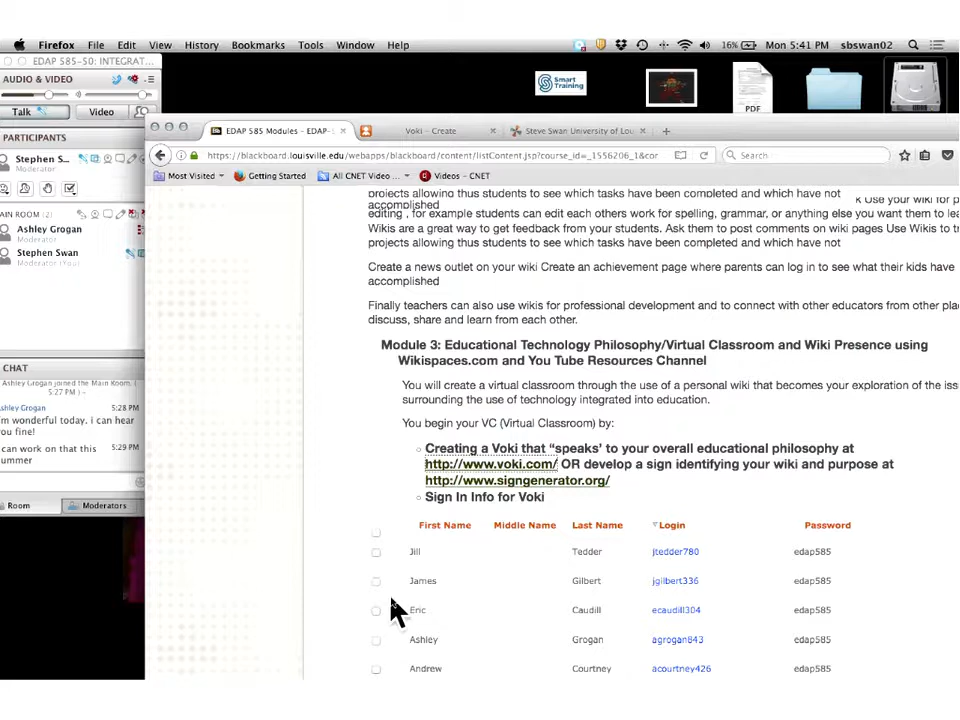 Firefox File Edit View History Bookmarks Tools Window Help 16% Mon 5:41 PM sbswan02
EDAP 585-50: INTEGRAT
AUDIO & VIDEO
Talk Video
PARTICIPANTS
Stephen S...
Moderator
AIN ROOM (2)
Ashley Grogan
Moderator
Stephen Swan
Moderator (You)
CHAT
Ashley Grogan joined the Main Room. (
5:27 PM ) -
shley Grogan 5:28 PM
'm wonderful today, i can hear
ou fine!
can work on that this 5:29 PM
ummer
Room Moderators
Smart
Training
PDF
EDAP 585 Modules – EDAP- Voki - Create Steve Swan University of Lou
https://blackboard.louisville.edu/webapps/blackboard/content/listContent.jsp?course_id=_1556206_1&cor Search
Most Visited Getting Started All CNET Video ... Videos - CNET
projects allowing thus students to see which tasks have been completed and which have not
accomplished k Use your wiki for p
editing , for example students can edit each others work for spelling, grammar, or anything else you want them to lea
Wikis are a great way to get feedback from your students. Ask them to post comments on wiki pages Use Wikis to t
projects allowing thus students to see which tasks have been completed and which have not
Create a news outlet on your wiki Create an achievement page where parents can log in to see what their kids have
accomplished
Finally teachers can also use wikis for professional development and to connect with other educators from other plac
discuss, share and learn from each other.
Module 3: Educational Technology Philosophy/Virtual Classroom and Wiki Presence using
Wikispaces.com and You Tube Resources Channel
You will create a virtual classroom through the use of a personal wiki that becomes your exploration of the iss
surrounding the use of technology integrated into education.
You begin your VC (Virtual Classroom) by:
Creating a Voki that “speaks’ to your overall educational philosophy at
http://www.voki.com/ OR develop a sign identifying your wiki and purpose at
http://www.signgenerator.org/
Sign In Info for Voki
First Name Middle Name Last Name Login Password
Jill Tedder jtedder780 edap585
James Gilbert jgilbert336 edap585
Eric Caudill ecaudill304 edap585
Ashley Grogan agrogan843 edap585
Andrew Courtney acourtney426 edap585